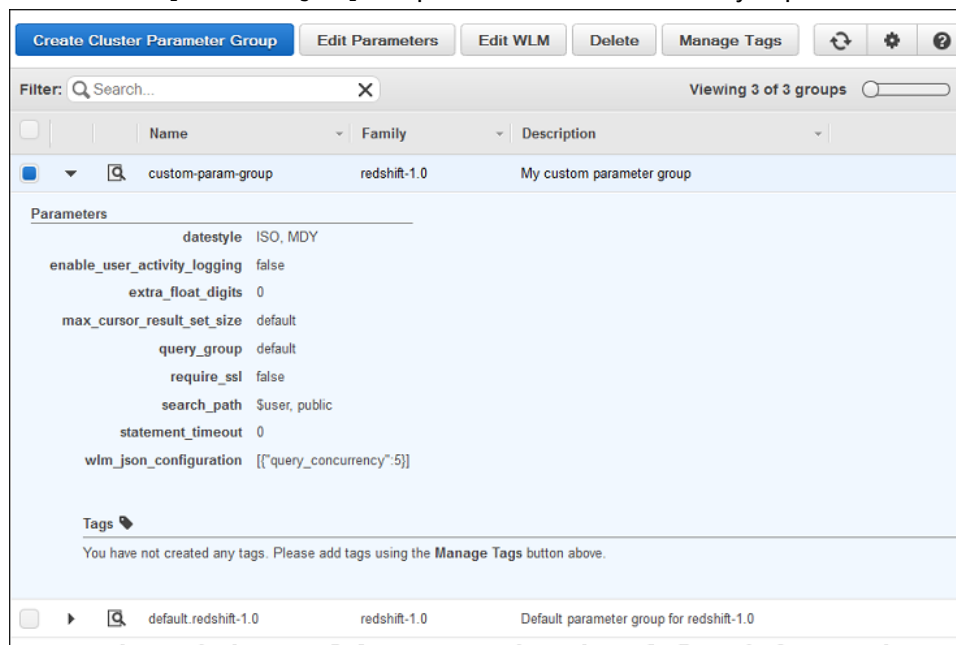 Create Cluster Parameter Group Edit Parameters Edit WLM Delete Manage Tags
Filter: Search... Viewing 3 of 3 groups
Name Family Description
custom-param-group redshift-1.0 My custom parameter group
Parameters
datestyle ISO, MDY
enable_user_activity_logging false
extra_float_digits 0
max_cursor_result_set_size default
query_group default
require_ssl false
search_path $user, public
statement_timeout 0
wlm_json_configuration [{"query_concurrency":5}]
Tags
You have not created any tags. Please add tags using the Manage Tags button above.
default.redshift-1.0 redshift-1.0 Default parameter group for redshift-1.0